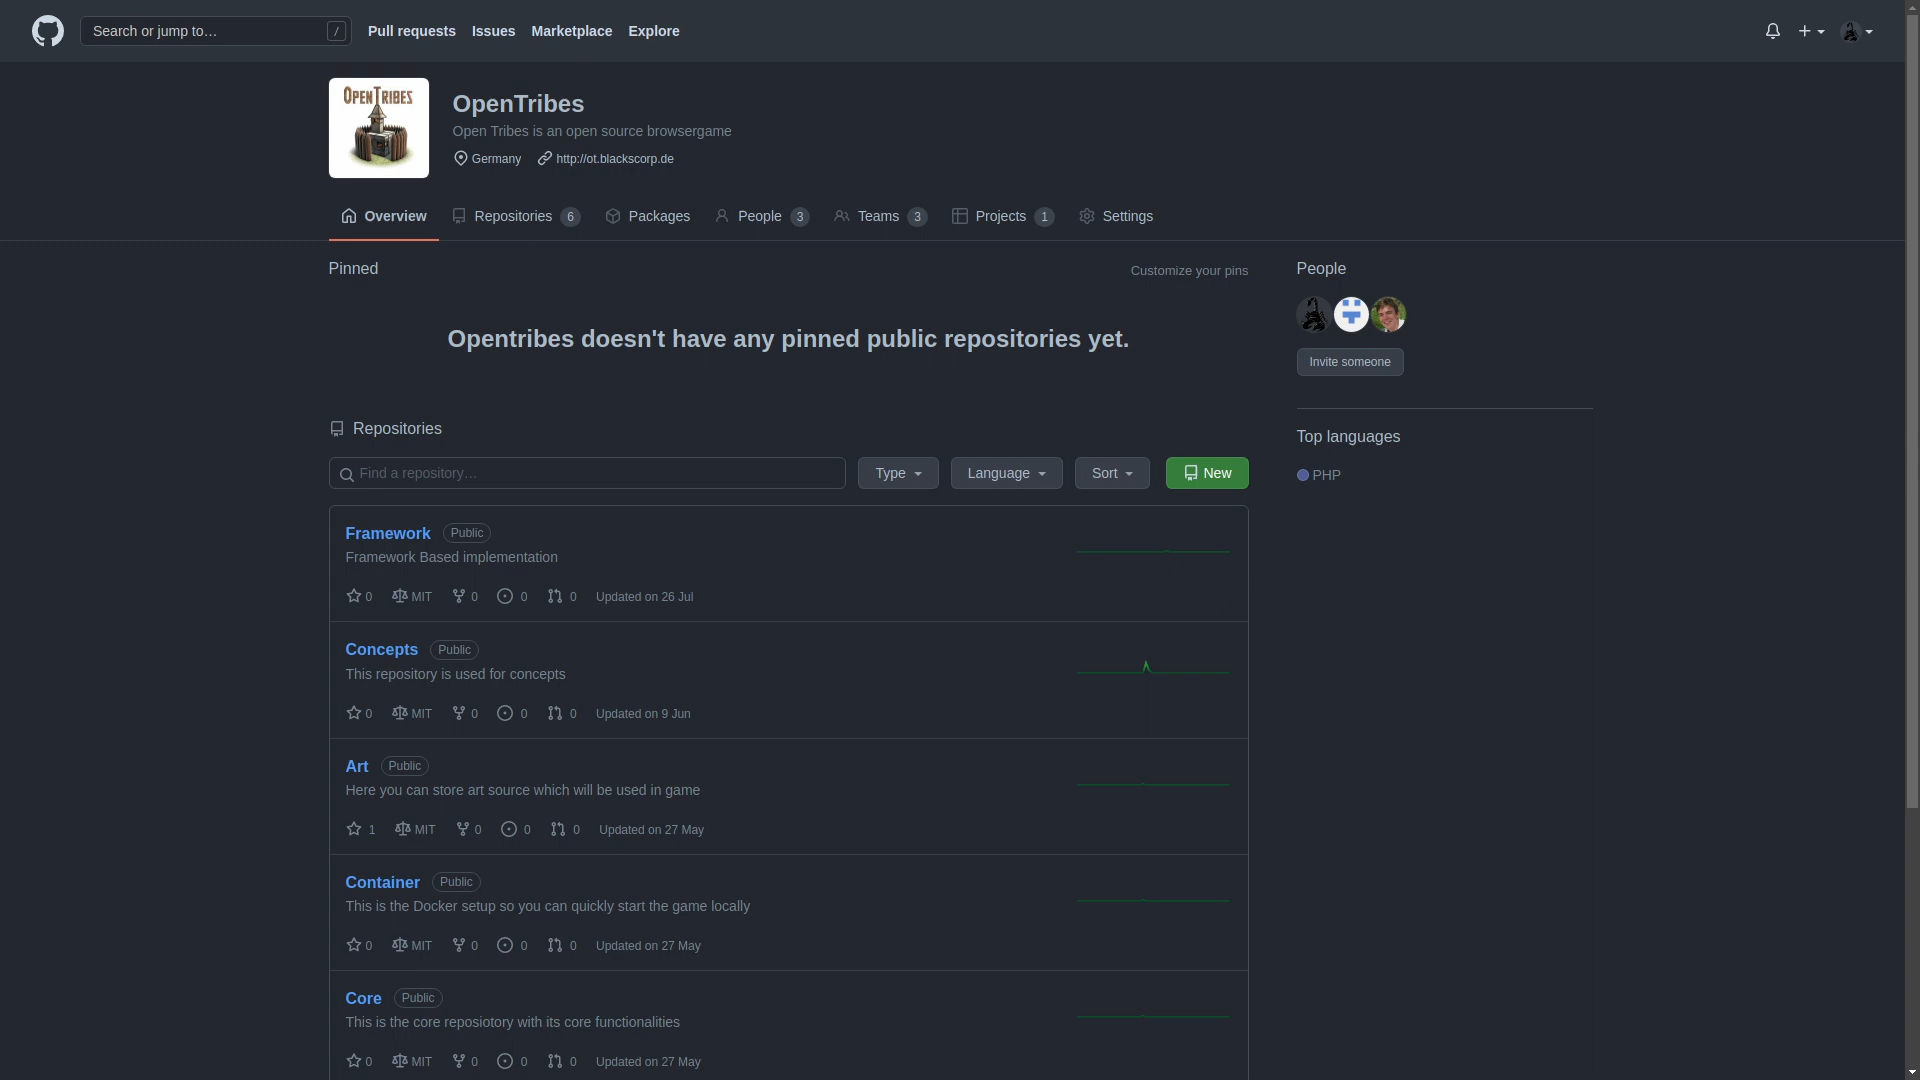 Search or jump to… /
Pull requests Issues Marketplace Explore
OPENTRIBES
OpenTribes
Open Tribes is an open source browsergame
Germany http://ot.blackscorp.de
Overview Repositories 6 Packages People 3 Teams 3 Projects 1 Settings
Pinned Customize your pins
Opentribes doesn't have any pinned public repositories yet.
People
Invite someone
Top languages
PHP
Repositories
Find a repository… Type Language Sort New
Framework Public
Framework Based implementation
0 MIT 0 0 0 Updated on 26 Jul
Concepts Public
This repository is used for concepts
0 MIT 0 0 0 Updated on 9 Jun
Art Public
Here you can store art source which will be used in game
1 MIT 0 0 0 Updated on 27 May
Container Public
This is the Docker setup so you can quickly start the game locally
0 MIT 0 0 0 Updated on 27 May
Core Public
This is the core reposiotory with its core functionalities
0 MIT 0 0 0 Updated on 27 May